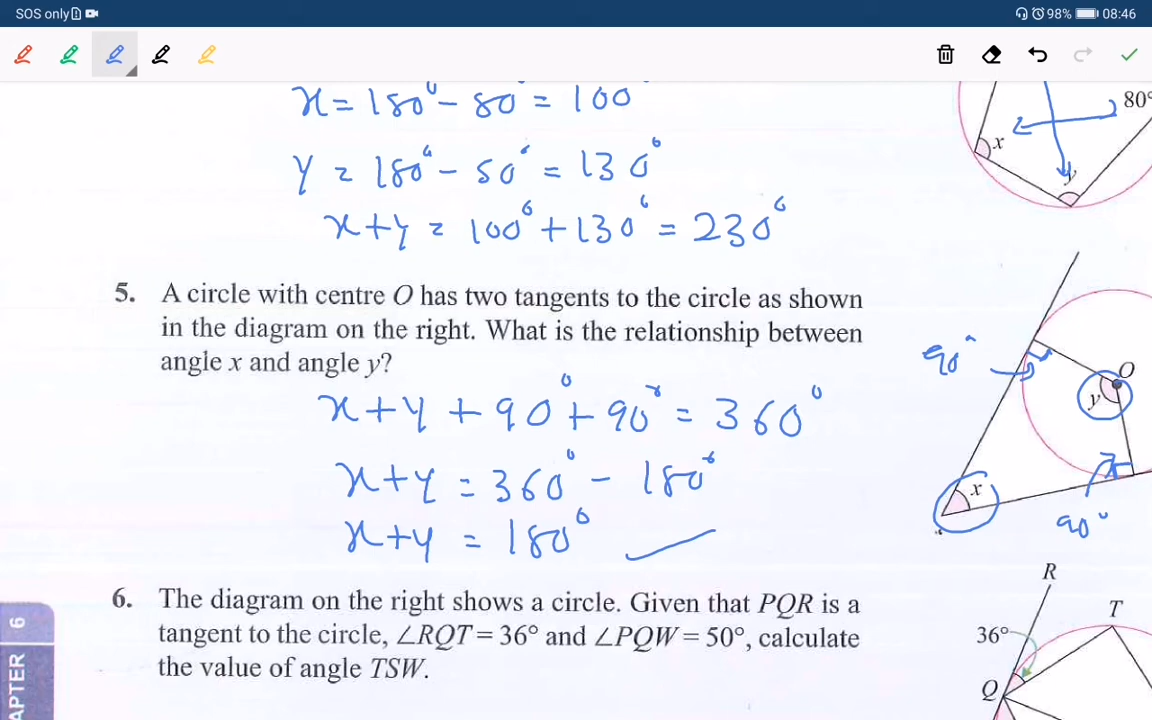 SOS only 98% 08:46
x = 180° - 80° = 100°
80°
x
y = 180° - 50° = 130°
y
x+y = 100° + 130° = 230°
5. A circle with centre O has two tangents to the circle as shown
in the diagram on the right. What is the relationship between
angle x and angle y?
90°
O
y
x + y + 90° + 90° = 360°
x+y = 360° - 180°
x
90°
x+y = 180°
6. The diagram on the right shows a circle. Given that PQR is a
tangent to the circle, ∠RQT = 36° and ∠PQW = 50°, calculate
the value of angle TSW.
R
T
36°
Q
APTER 6